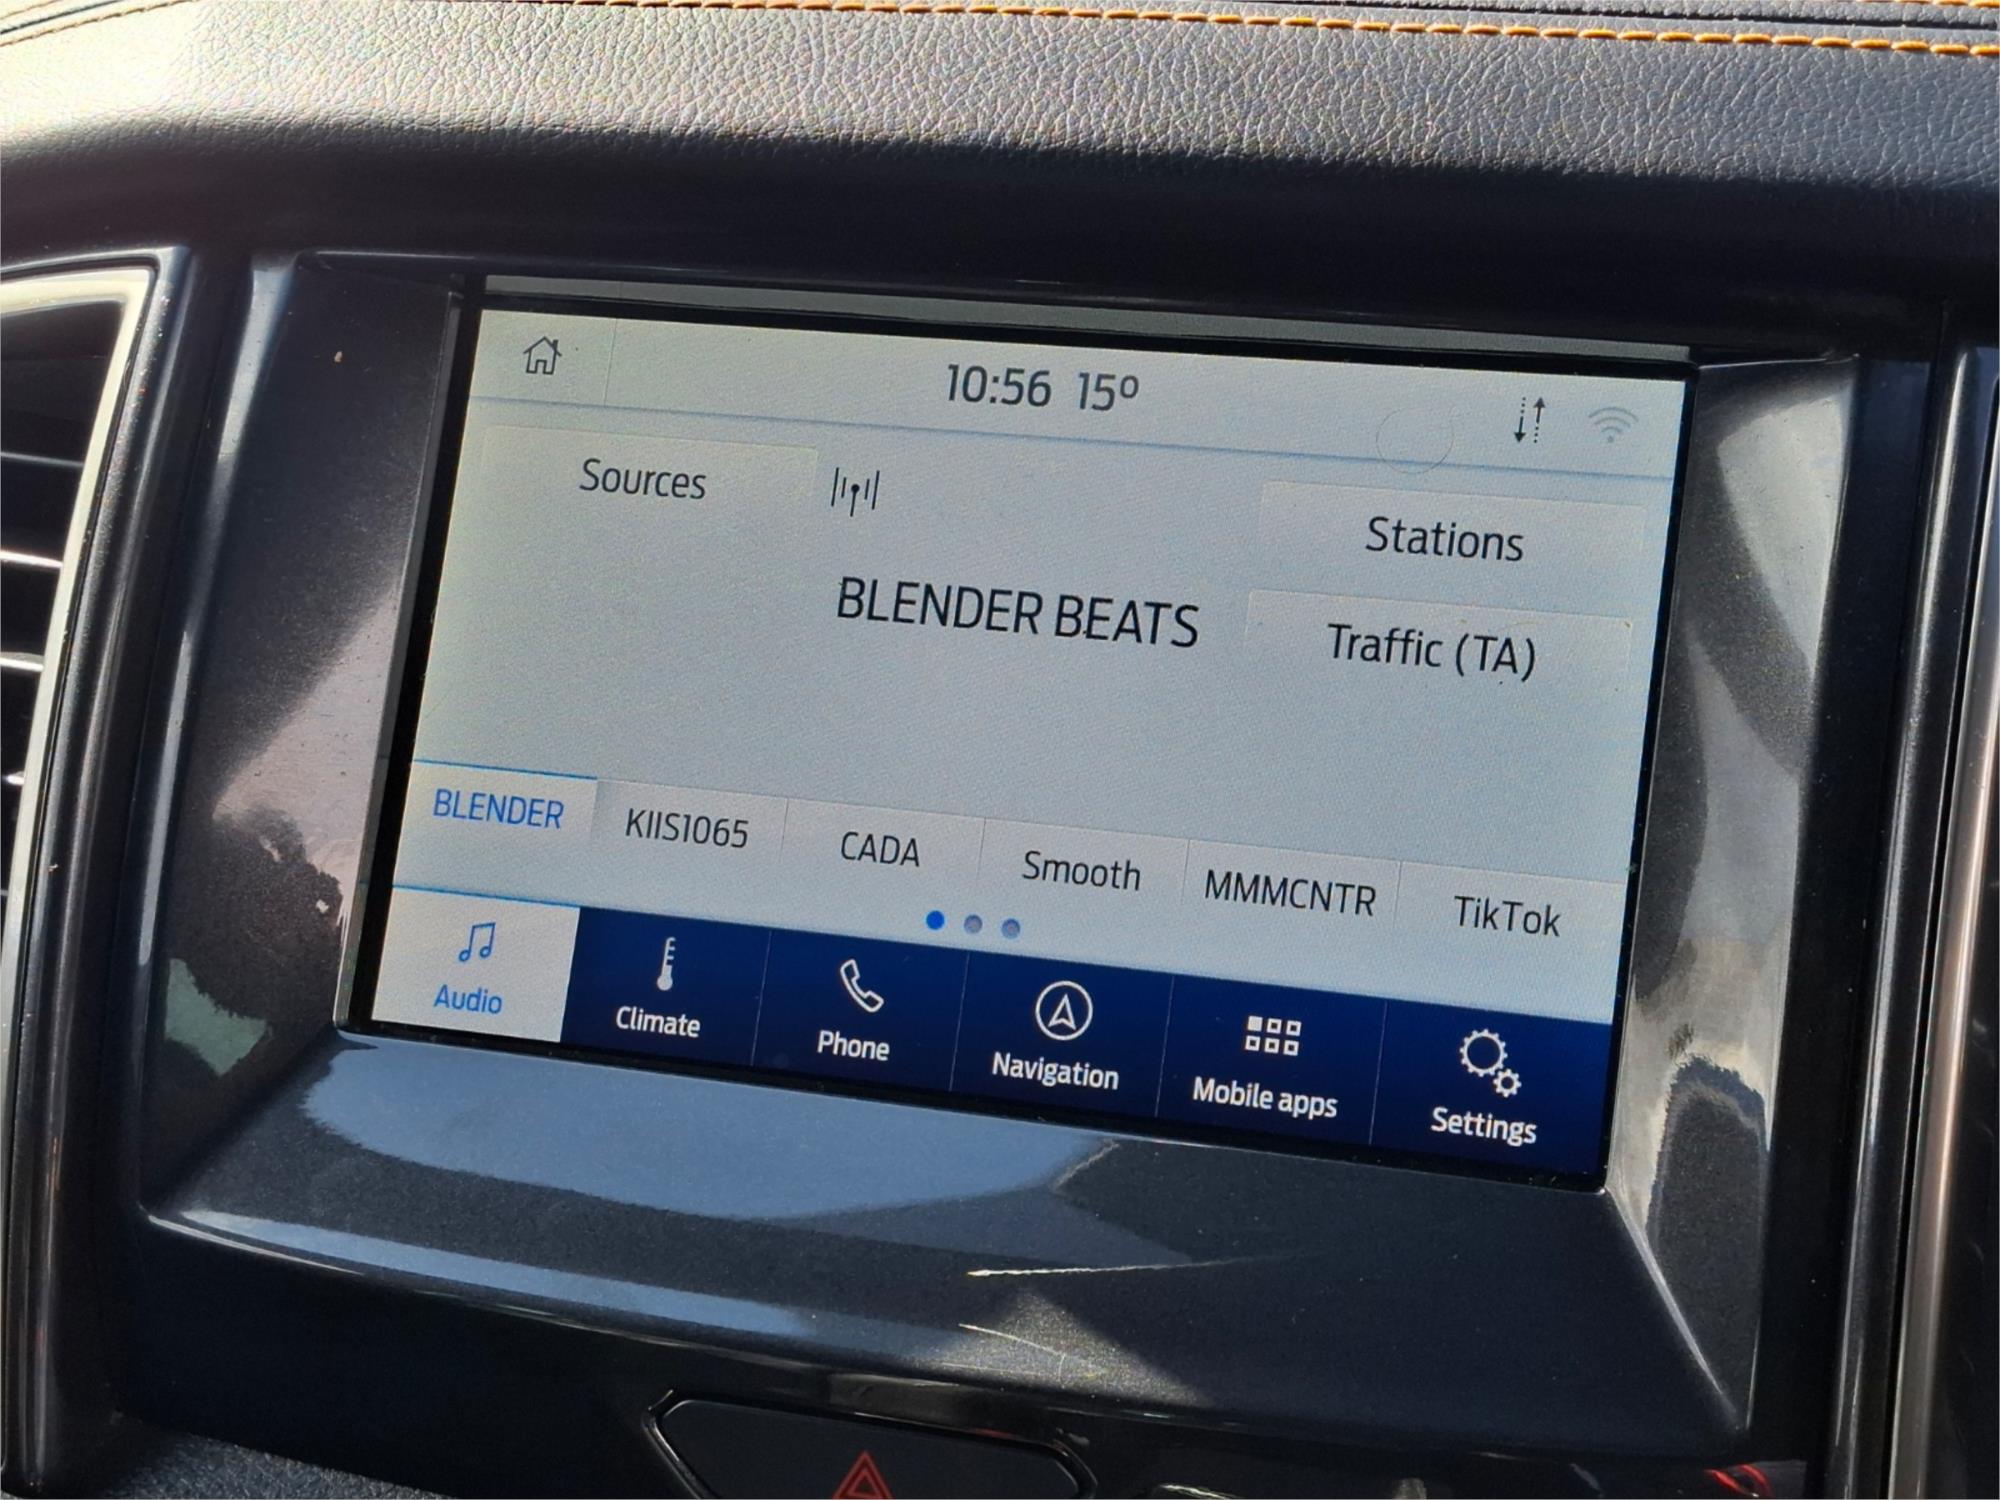 10:56 15º
Sources
Stations
BLENDER BEATS
Traffic (TA)
BLENDER
KIIS1065
CADA
Smooth
MMMCNTR
TikTok
Audio
Climate
Phone
Navigation
Mobile apps
Settings